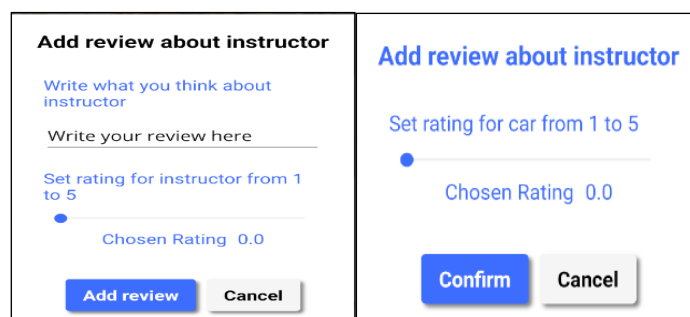 Add review about instructor
Write what you think about
instructor
Write your review here
Set rating for instructor from 1
to 5
Chosen Rating 0.0
Add review
Cancel
Add review about instructor
Set rating for car from 1 to 5
Chosen Rating 0.0
Confirm
Cancel